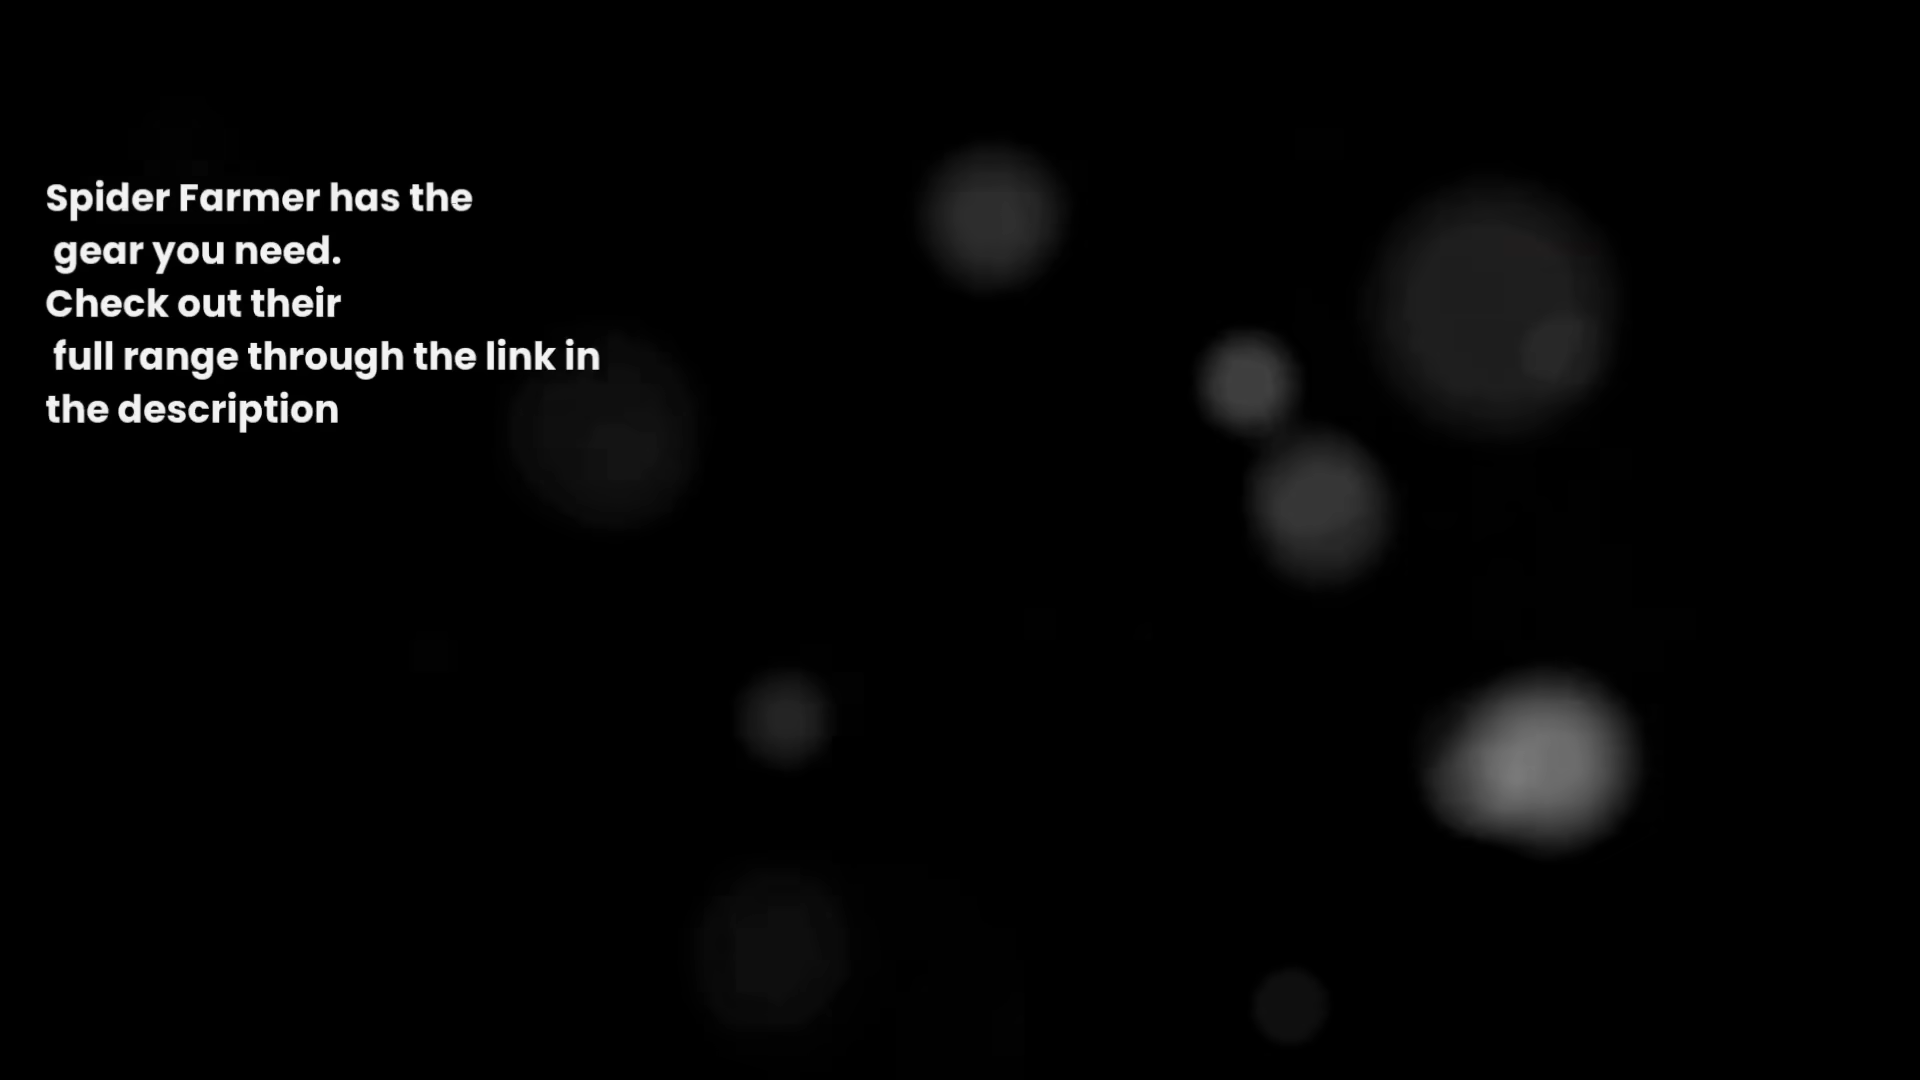 Spider Farmer has the
gear you need.
Check out their
full range through the link in
the description